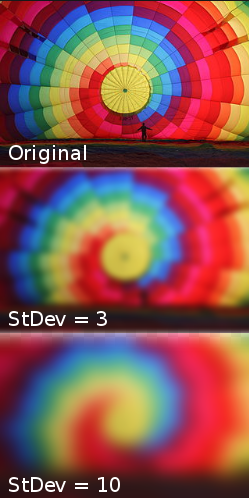 Original
StDev = 3
StDev = 10